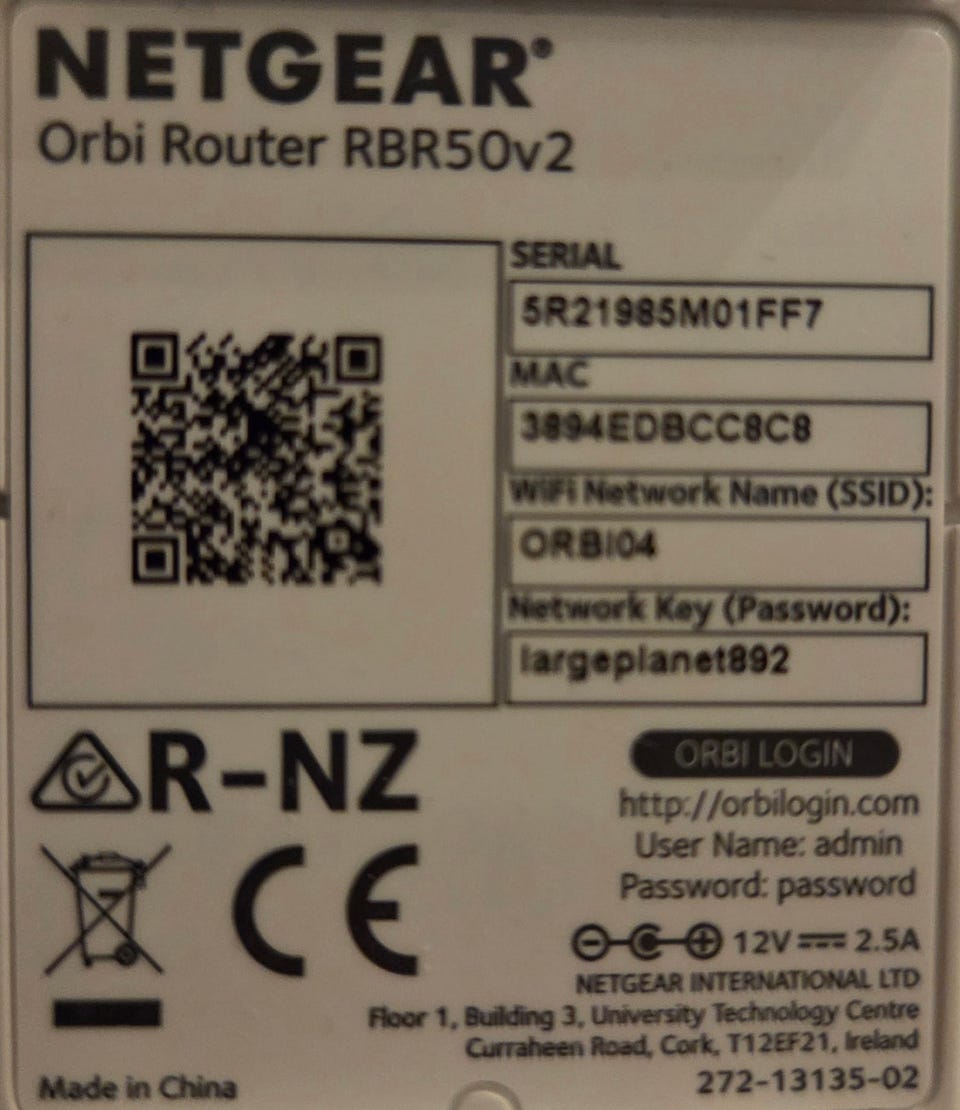 NETGEAR®
Orbi Router RBR50v2
SERIAL
5R21985M01FF7
MAC
3894EDBCC8C8
WiFi Network Name (SSID):
ORBI04
Network Key (Password):
largeplanet892
R-NZ
CE
ORBI LOGIN
http://orbilogin.com
User Name: admin
Password: password
12V 2.5A
NETGEAR INTERNATIONAL LTD
Floor 1, Building 3, University Technology Centre
Curraheen Road, Cork, T12EF21, Ireland
272-13135-02
Made in China